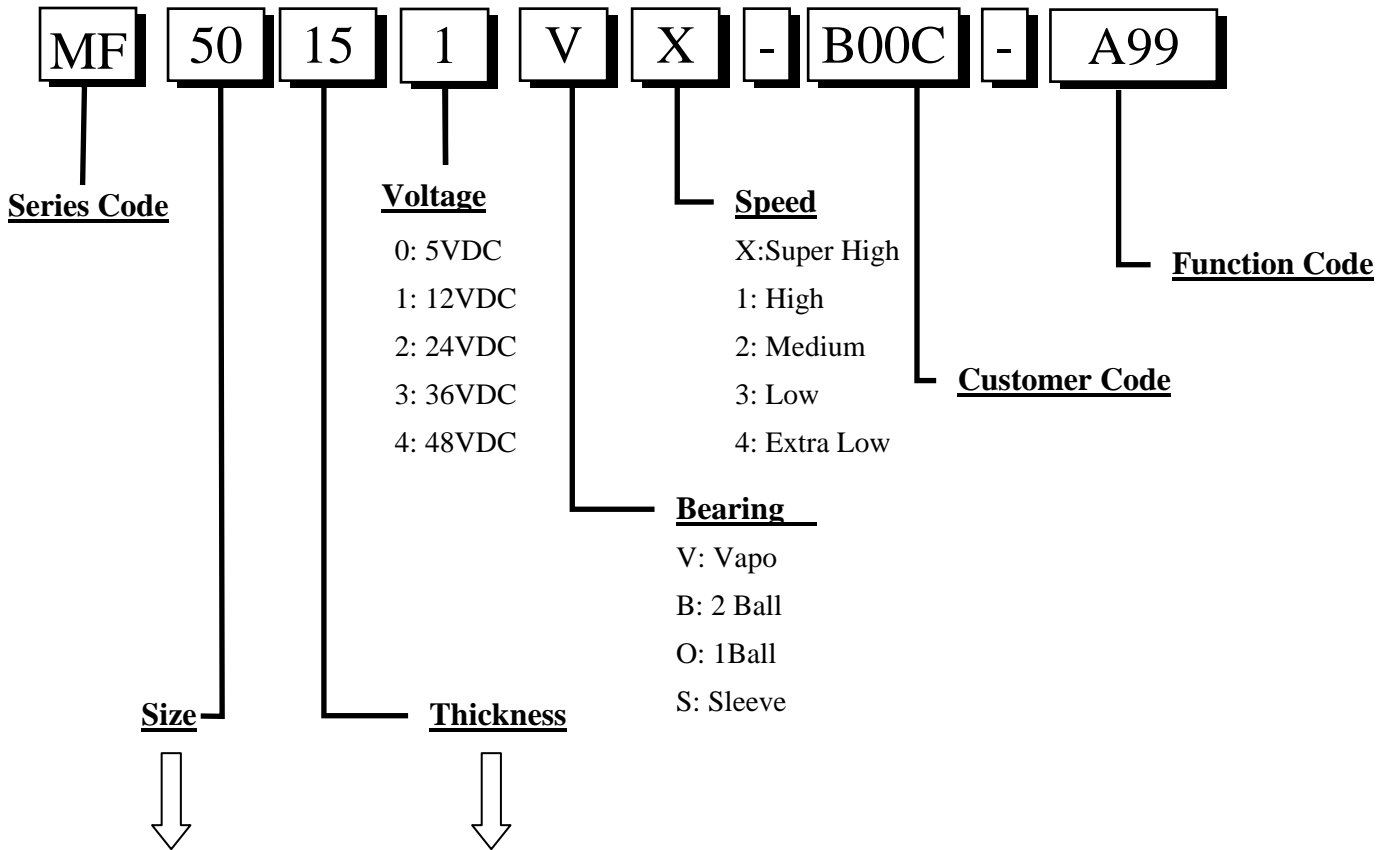 MF 50 15 1 V X - B00C - A99
Series Code
Voltage
0: 5VDC
1: 12VDC
2: 24VDC
3: 36VDC
4: 48VDC
Speed
X:Super High
1: High
2: Medium
3: Low
4: Extra Low
Function Code
Customer Code
Bearing
V: Vapo
B: 2 Ball
O: 1Ball
S: Sleeve
Size
Thickness